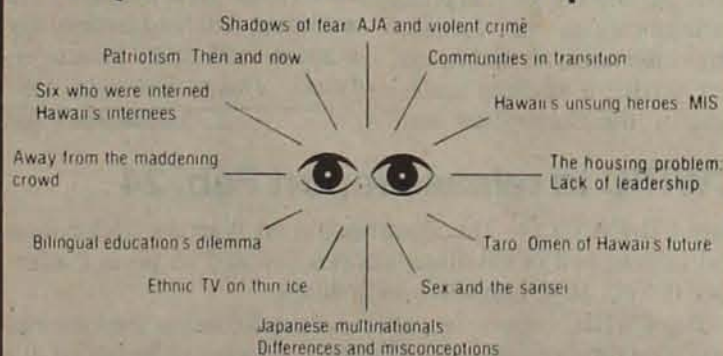 Shadows of fear AJA and violent crime
Patriotism Then and now
Communities in transition
Six who were interned
Hawaii's internees
Hawaii's unsung heroes MIS
Away from the maddening
crowd
The housing problem:
Lack of leadership
Bilingual education's dilemma
Taro Omen of Hawaii's future
Ethnic TV on thin ice
Sex and the sansei
Japanese multinationals
Differences and misconceptions